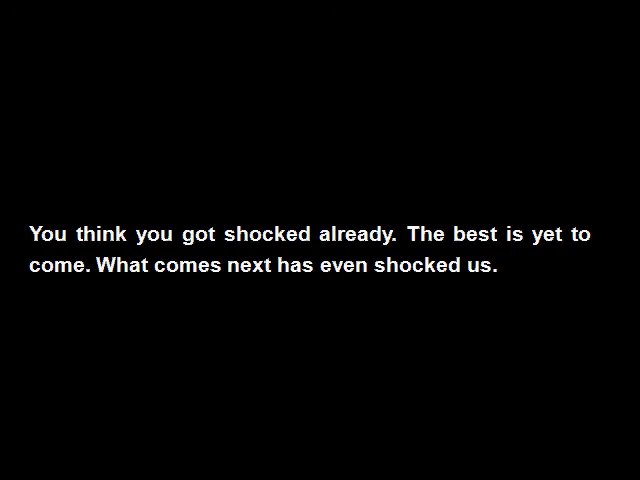 You think you got shocked already. The best is yet to
come. What comes next has even shocked us.